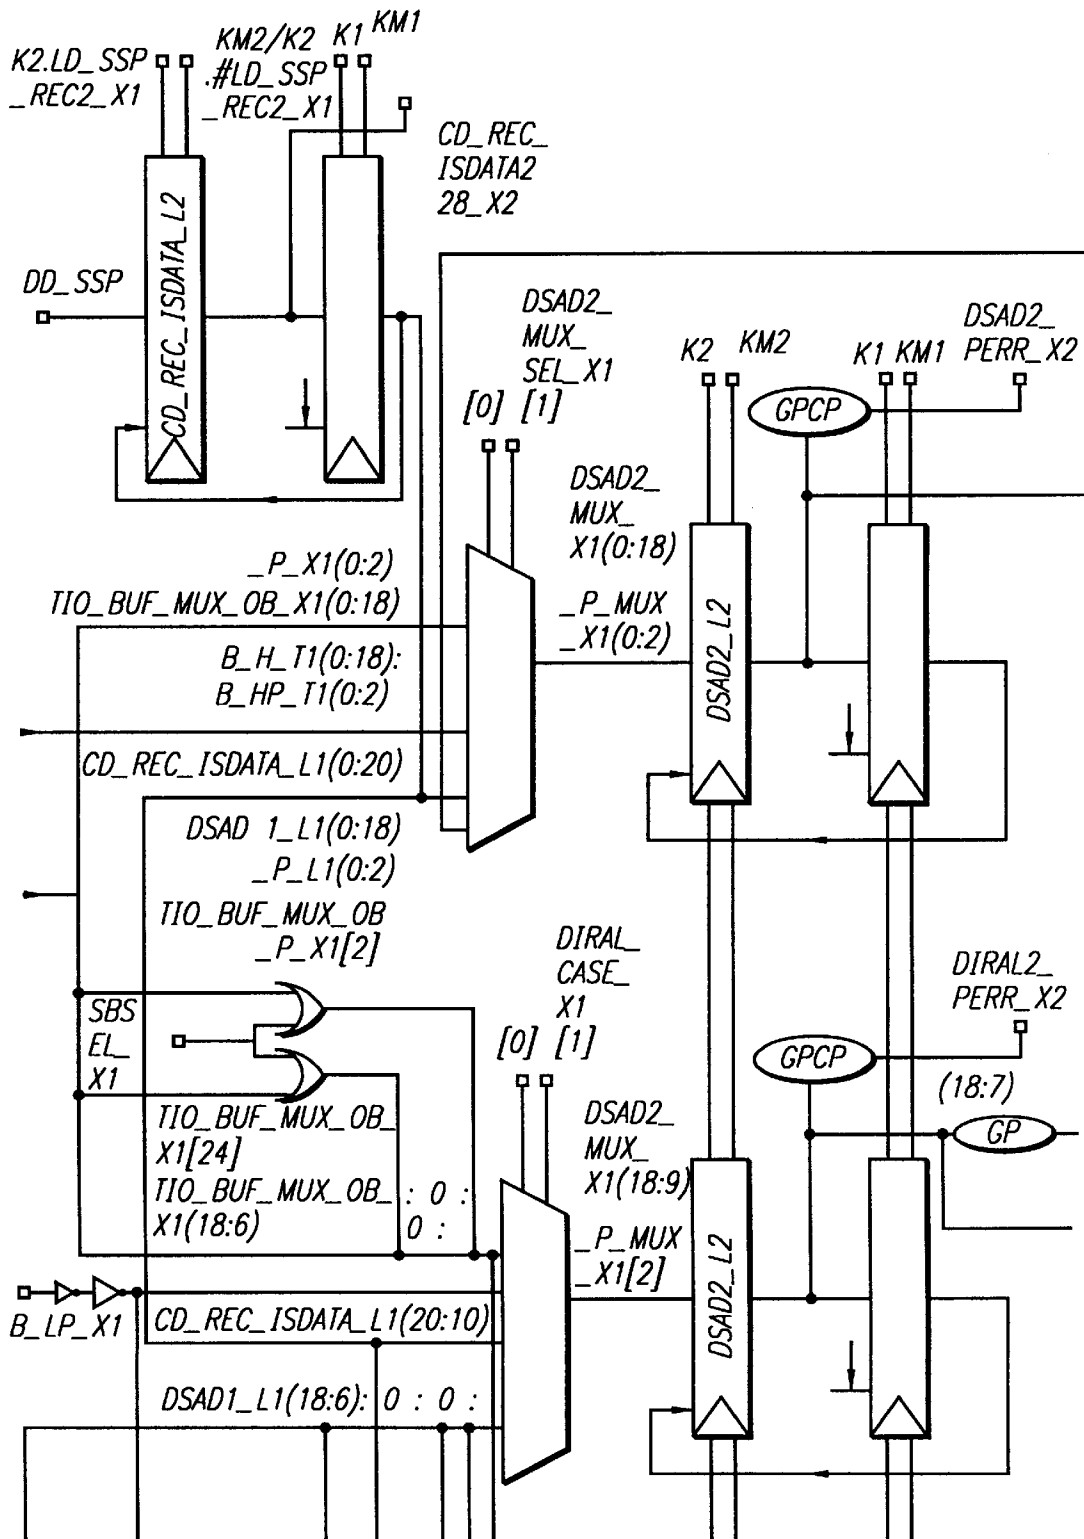 K2.LD_SSP
_REC2_X1
KM2/K2
.#LD_SSP
_REC2_X1
K1 KM1
CD_REC_
ISDATA2
28_X2
CD_REC_ISDATA_L2
DD_SSP
DSAD2_
MUX_
SEL_X1
[0] [1]
K2 KM2
K1 KM1
DSAD2_
PERR_X2
GPCP
DSAD2_
MUX_
X1(0:18)
_P_MUX
_X1(0:2)
DSAD2_L2
_P_X1(0:2)
TIO_BUF_MUX_OB_X1(0:18)
B_H_T1(0:18):
B_HP_T1(0:2)
CD_REC_ISDATA_L1(0:20)
DSAD 1_L1(0:18)
_P_L1(0:2)
TIO_BUF_MUX_OB
_P_X1[2]
SBS
EL_
X1
DIRAL_
CASE_
X1
[0] [1]
DIRAL2_
PERR_X2
GPCP
(18:7)
GP
TIO_BUF_MUX_OB_
X1[24]
TIO_BUF_MUX_OB_ : 0 :
X1(18:6) 0 :
DSAD2_
MUX_
X1(18:9)
_P_MUX
_X1[2]
DSAD2_L2
B_LP_X1
CD_REC_ISDATA_L1(20:10)
DSAD1_L1(18:6): 0 : 0 :